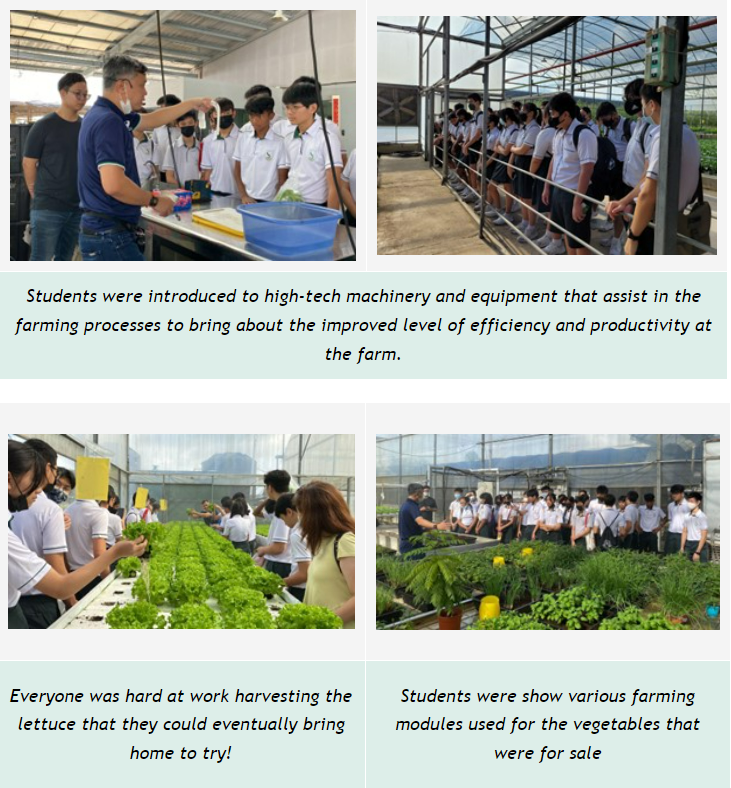 Students were introduced to high-tech machinery and equipment that assist in the
farming processes to bring about the improved level of efficiency and productivity at
the farm.
Everyone was hard at work harvesting the
lettuce that they could eventually bring
home to try!
Students were show various farming
modules used for the vegetables that
were for sale